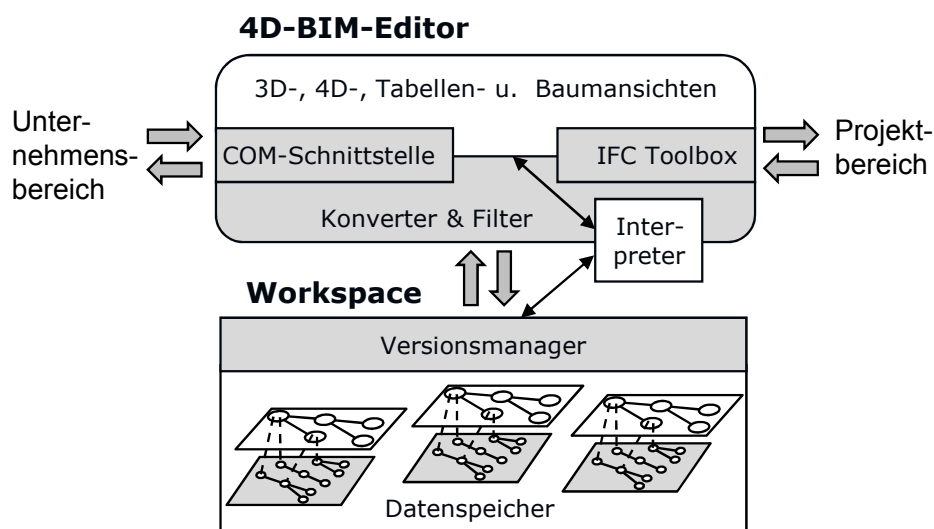 4D-BIM-Editor
3D-, 4D-, Tabellen- u. Baumansichten
Unter-
nehmens-
bereich
COM-Schnittstelle
IFC Toolbox
Projekt-
bereich
Konverter & Filter
Inter-
preter
Workspace
Versionsmanager
Datenspeicher